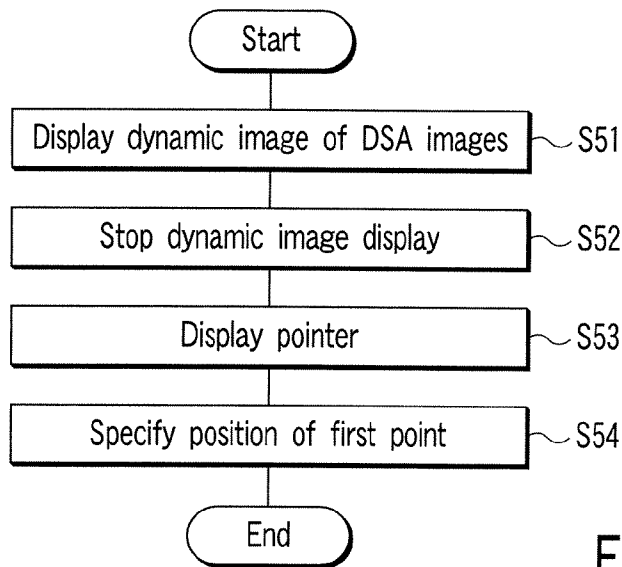 Start
Display dynamic image of DSA images
S51
Stop dynamic image display
S52
Display pointer
S53
Specify position of first point
S54
End
F